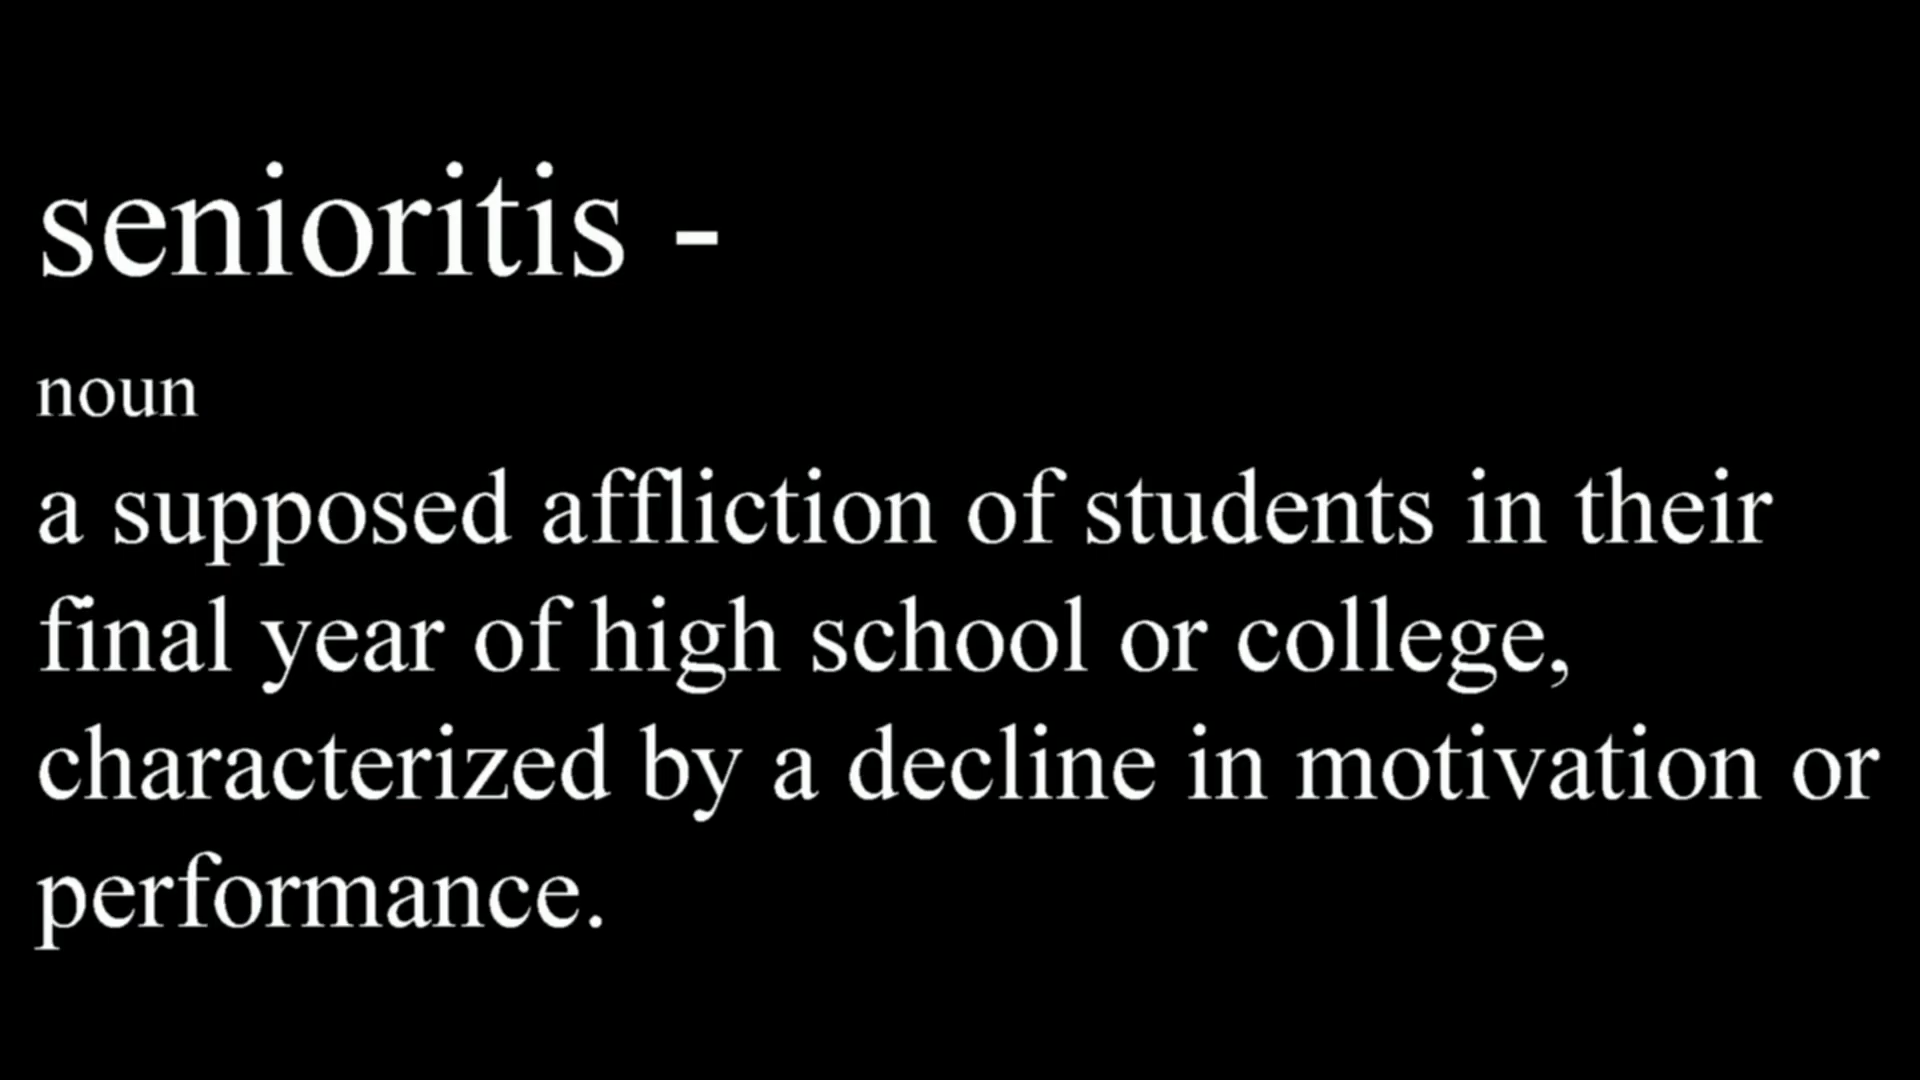 senioritis -
noun
a supposed affliction of students in their
final year of high school or college,
characterized by a decline in motivation or
performance.